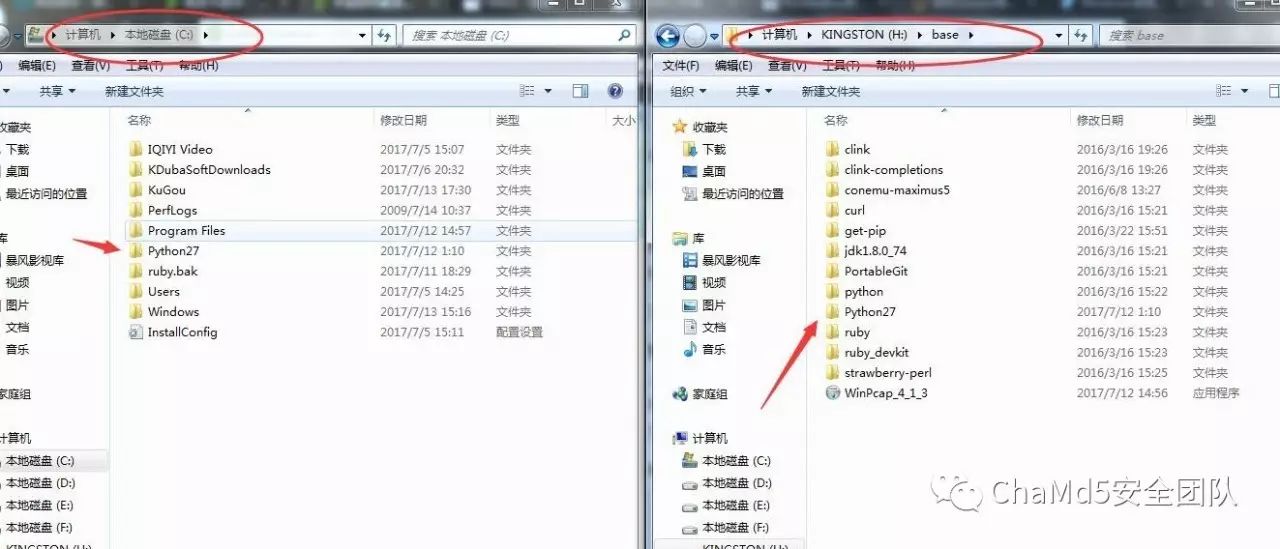 计算机 ▸ 本地磁盘 (C:) ▸
搜索 本地磁盘 (C:)
编辑(E) 查看(V) 工具(T) 帮助(H)
共享 新建文件夹
名称 修改日期 类型 大小
收藏夹
下载
桌面
最近访问的位置
库
暴风影视库
视频
图片
文档
音乐
家庭组
计算机
本地磁盘 (C:)
本地磁盘 (D:)
本地磁盘 (E:)
本地磁盘 (F:)
KINGSTON (H:)
IQIYI Video 2017/7/5 15:07 文件夹
KDubaSoftDownloads 2017/7/6 20:32 文件夹
KuGou 2017/7/13 17:30 文件夹
PerfLogs 2009/7/14 10:37 文件夹
Program Files 2017/7/12 14:57 文件夹
Python27 2017/7/12 1:10 文件夹
ruby.bak 2017/7/11 18:29 文件夹
Users 2017/7/5 14:25 文件夹
Windows 2017/7/13 15:16 文件夹
InstallConfig 2017/7/5 15:11 配置设置
计算机 ▸ KINGSTON (H:) ▸ base ▸
搜索 base
文件(F) 编辑(E) 查看(V) 工具(T) 帮助(H)
组织 共享 新建文件夹
名称 修改日期 类型
收藏夹
下载
桌面
最近访问的位置
库
暴风影视库
视频
图片
文档
音乐
家庭组
计算机
本地磁盘 (C:)
本地磁盘 (D:)
本地磁盘 (E:)
本地磁盘 (F:)
KINGSTON (H:)
clink 2016/3/16 19:26 文件夹
clink-completions 2016/3/16 19:26 文件夹
conemu-maximus5 2016/6/8 13:27 文件夹
curl 2016/3/16 15:21 文件夹
get-pip 2016/3/22 15:51 文件夹
jdk1.8.0_74 2016/3/16 15:21 文件夹
PortableGit 2016/3/16 15:21 文件夹
python 2016/3/16 15:22 文件夹
Python27 2017/7/12 1:10 文件夹
ruby 2016/3/16 15:23 文件夹
ruby_devkit 2016/3/16 15:23 文件夹
strawberry-perl 2016/3/16 15:25 文件夹
WinPcap_4_1_3 2017/7/12 14:56 应用程序
ChaMd5安全团队